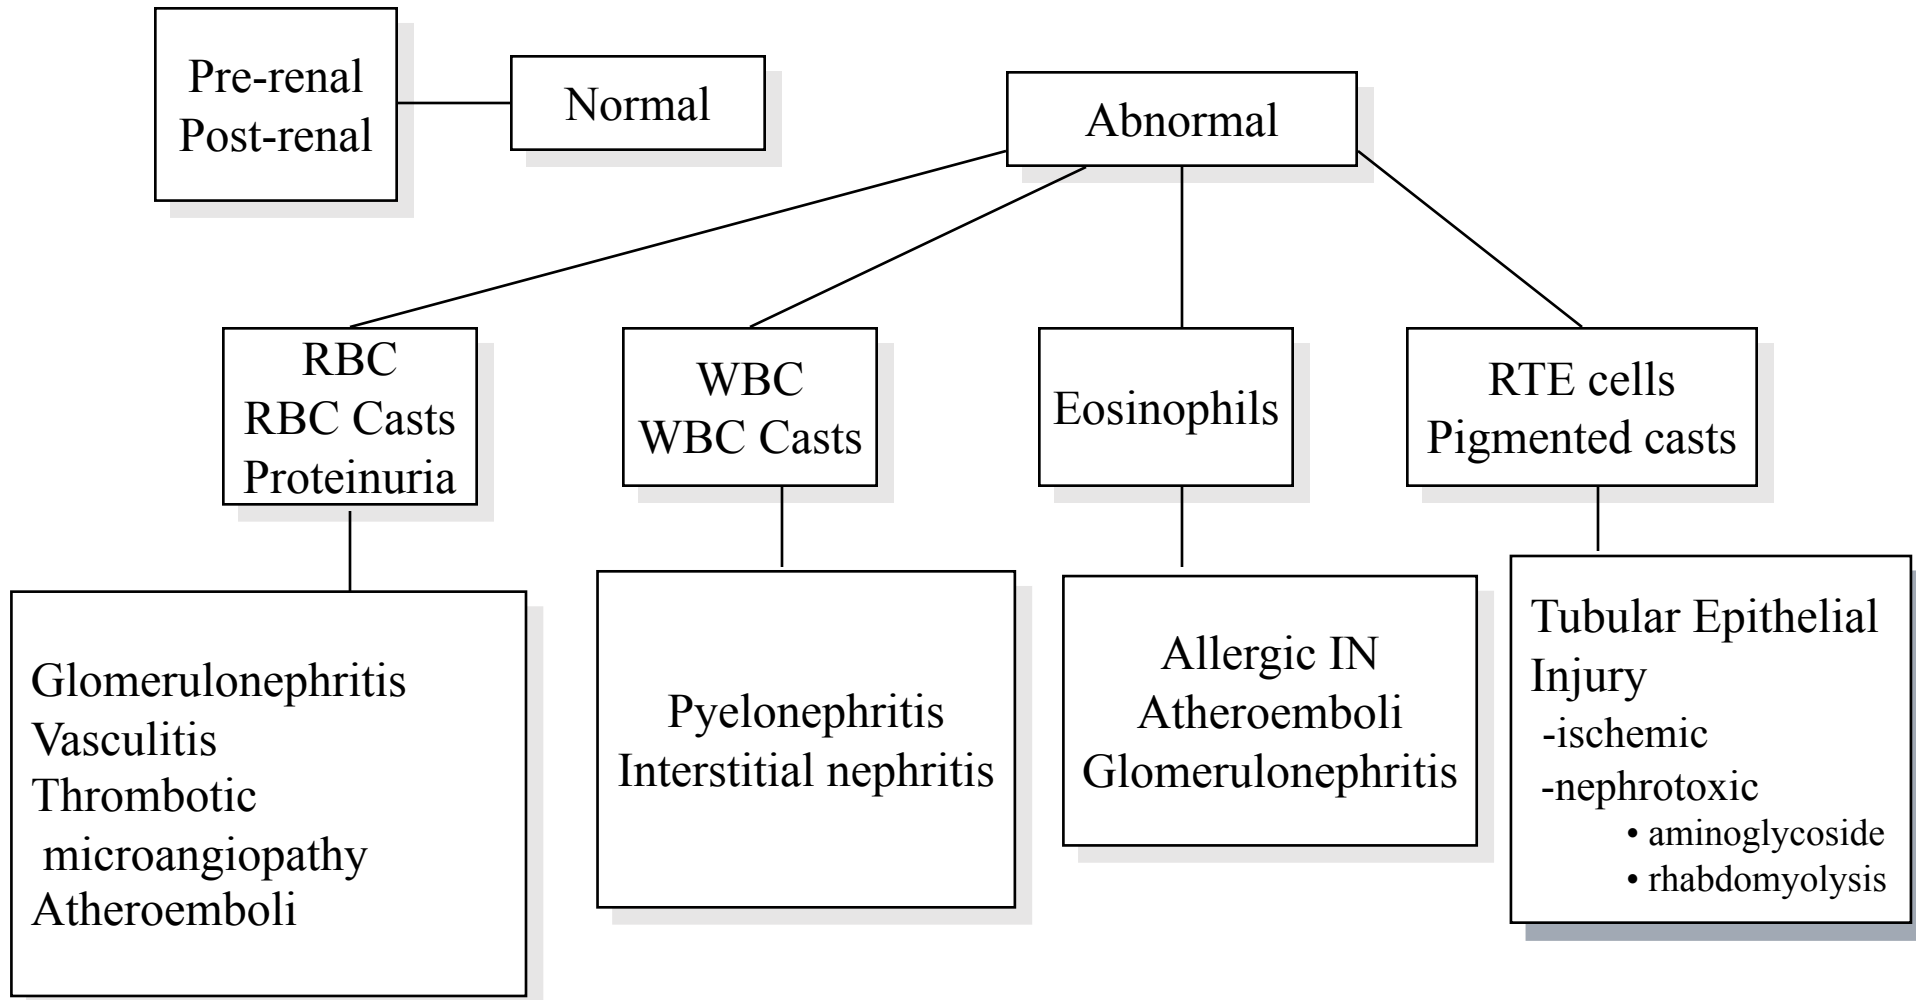 Pre-renal
Post-renal
Normal
Abnormal
RBC
RBC Casts
Proteinuria
WBC
WBC Casts
Eosinophils
RTE cells
Pigmented casts
Glomerulonephritis
Vasculitis
Thrombotic
microangiopathy
Atheroemboli
Pyelonephritis
Interstitial nephritis
Allergic IN
Atheroemboli
Glomerulonephritis
Tubular Epithelial
Injury
-ischemic
-nephrotoxic
• aminoglycoside
• rhabdomyolysis